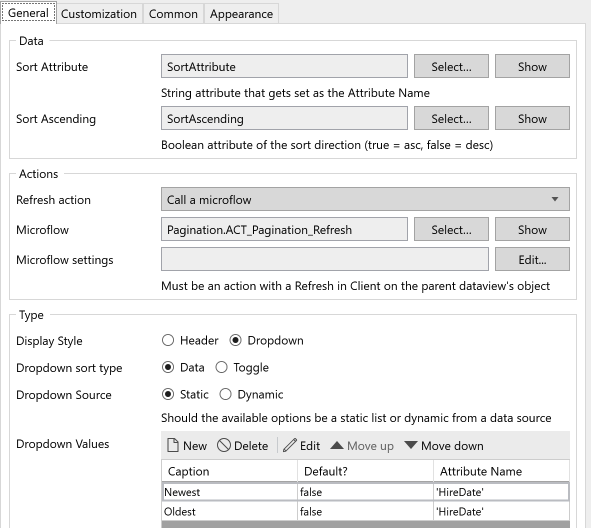 General Customization Common Appearance
Data
Sort Attribute SortAttribute Select... Show
String attribute that gets set as the Attribute Name
Sort Ascending SortAscending Select... Show
Boolean attribute of the sort direction (true = asc, false = desc)
Actions
Refresh action Call a microflow
Microflow Pagination.ACT_Pagination_Refresh Select... Show
Microflow settings Edit...
Must be an action with a Refresh in Client on the parent dataview's object
Type
Display Style Header Dropdown
Dropdown sort type Data Toggle
Dropdown Source Static Dynamic
Should the available options be a static list or dynamic from a data source
Dropdown Values New Delete Edit Move up Move down
Caption Default? Attribute Name
Newest false 'HireDate'
Oldest false 'HireDate'